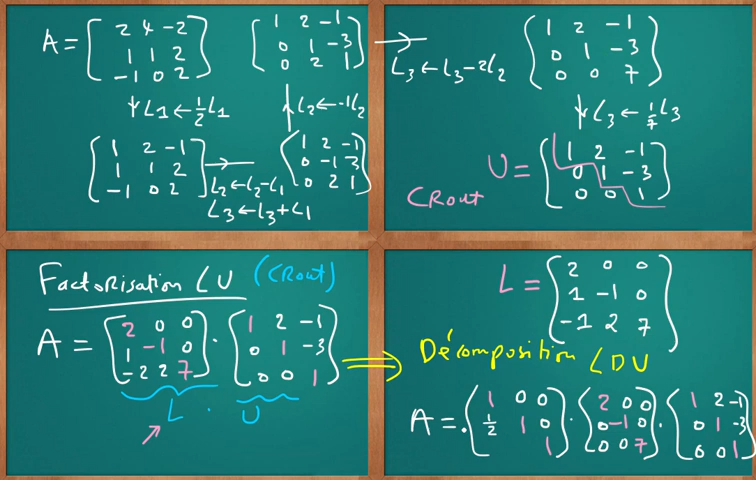 A = [ 2 4 -2
1 1 2
-1 0 2 ]
↓ L1 ← 1/2 L1
[ 1 2 -1
1 1 2
-1 0 2 ] →
L2 ← L2 - L1
L3 ← L3 + L1
[ 1 2 -1
0 -1 3
0 2 1 ]
↑ L2 ← -1L2
[ 1 2 -1
0 1 -3
0 2 1 ]
→
L3 ← L3 - 2L2
[ 1 2 -1
0 1 -3
0 0 7 ]
↓ L3 ← 1/7 L3
U = [ 1 2 -1
0 1 -3
0 0 1 ]
CRout
Factorisation LU (CRout)
A = [ 2 0 0
1 -1 0
-2 2 7 ] · [ 1 2 -1
0 1 -3
0 0 1 ]
L · U
L = [ 2 0 0
1 -1 0
-1 2 7 ]
⇒ Décomposition LDU
A = · ( 1 0 0
1/2 1 0
1 ) · ( 2 0 0
0 -1 0
0 0 7 ) · ( 1 2 -1
0 1 -3
0 0 1 )